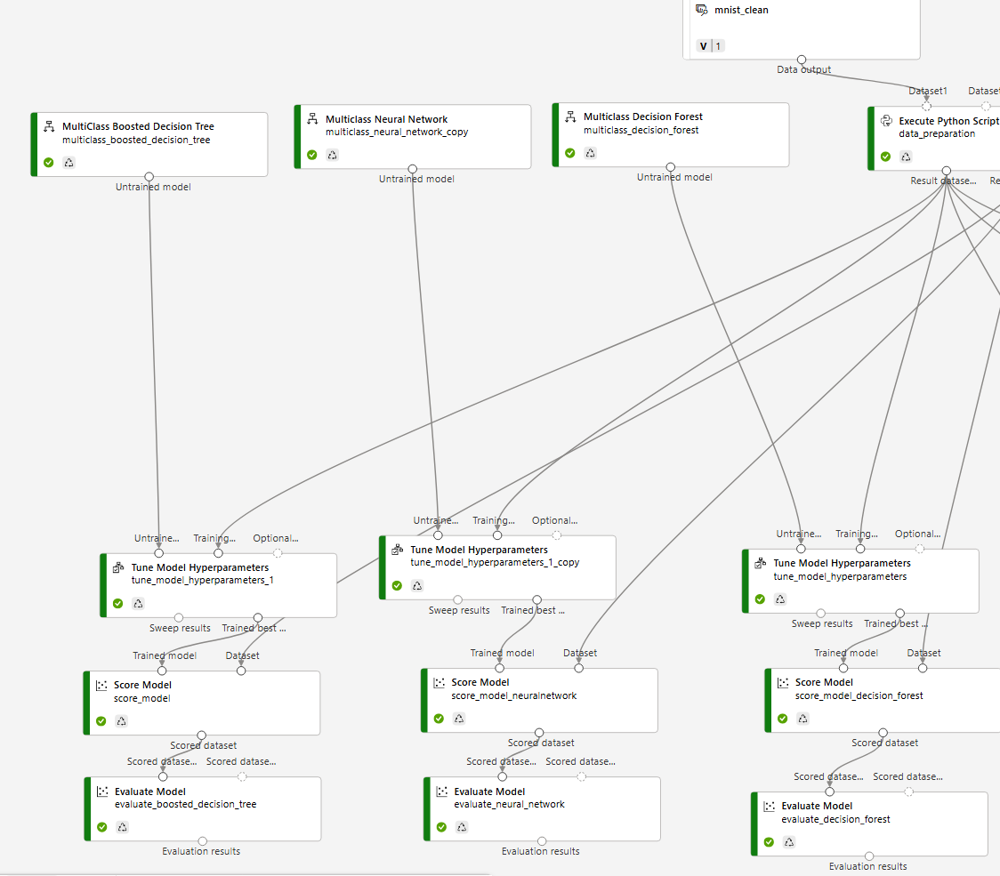 mnist_clean
V 1
Data output
Dataset1 Dataset
MultiClass Boosted Decision Tree
multiclass_boosted_decision_tree
Untrained model
Multiclass Neural Network
multiclass_neural_network_copy
Untrained model
Multiclass Decision Forest
multiclass_decision_forest
Untrained model
Execute Python Script
data_preparation
Result datase... Re
Untraine... Training... Optional...
Tune Model Hyperparameters
tune_model_hyperparameters_1
Sweep results Trained best ...
Untraine... Training... Optional...
Tune Model Hyperparameters
tune_model_hyperparameters_1_copy
Sweep results Trained best ...
Untraine... Training... Optional...
Tune Model Hyperparameters
tune_model_hyperparameters
Sweep results Trained best ...
Trained model Dataset
Score Model
score_model
Scored dataset
Trained model Dataset
Score Model
score_model_neuralnetwork
Scored dataset
Trained model Dataset
Score Model
score_model_decision_forest
Scored dataset
Scored datase... Scored datase...
Evaluate Model
evaluate_boosted_decision_tree
Evaluation results
Scored datase... Scored datase...
Evaluate Model
evaluate_neural_network
Evaluation results
Scored datase... Scored datase...
Evaluate Model
evaluate_decision_forest
Evaluation results